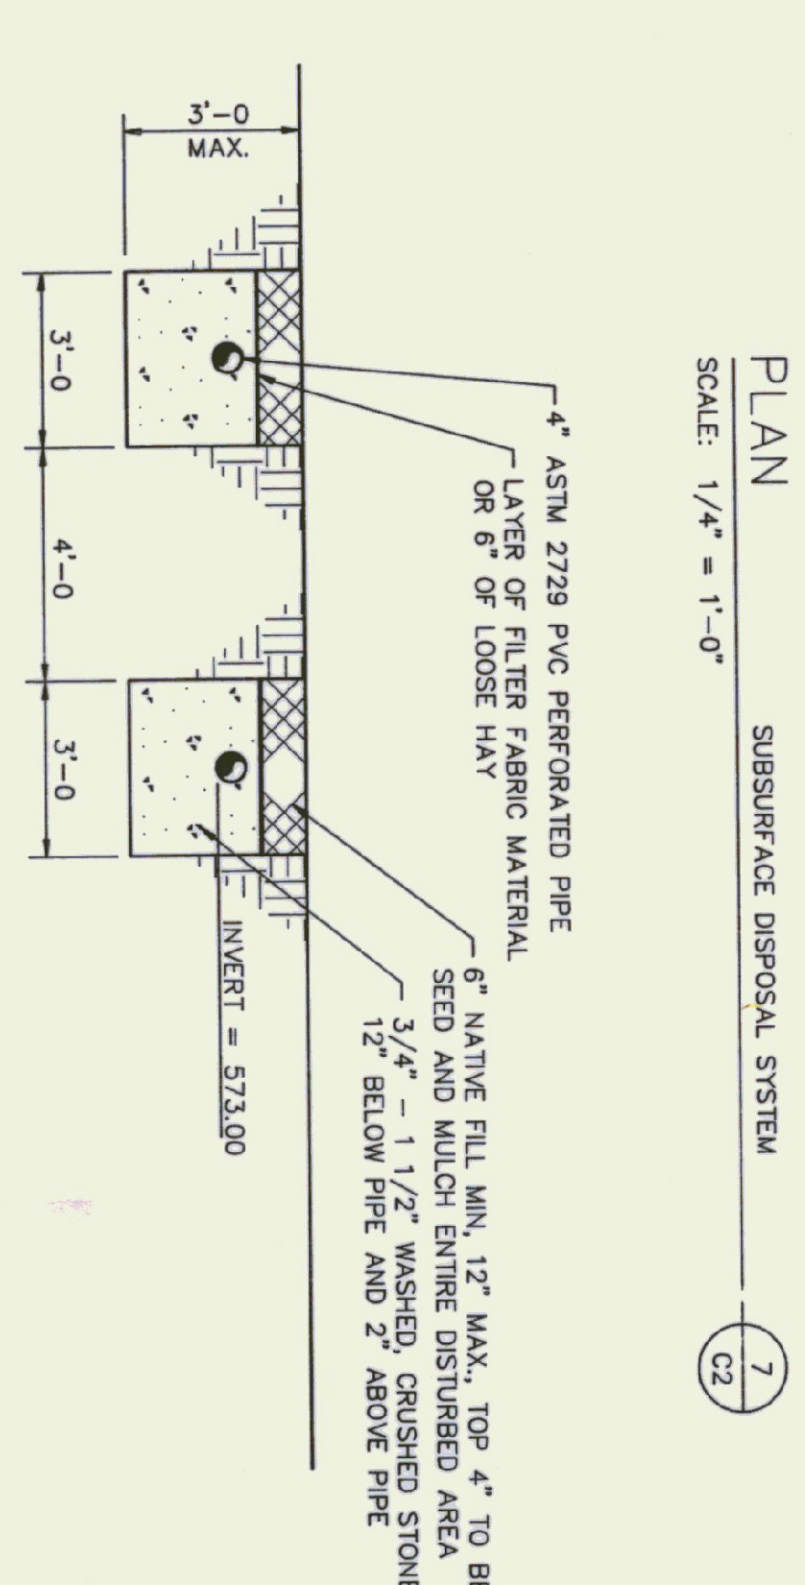 PLAN
SUBSURFACE DISPOSAL SYSTEM
7
C2
SCALE: 1/4" = 1'-0"
4" ASTM 2729 PVC PERFORATED PIPE
LAYER OF FILTER FABRIC MATERIAL
OR 6" OF LOOSE HAY
6" NATIVE FILL MIN, 12" MAX., TOP 4" TO
SEED AND MULCH ENTIRE DISTURBED AREA
3/4" - 1 1/2" WASHED, CRUSHED STONE
12" BELOW PIPE AND 2" ABOVE PIPE
3'-0
MAX.
INVERT = 573.00
3'-0
4'-0
3'-0